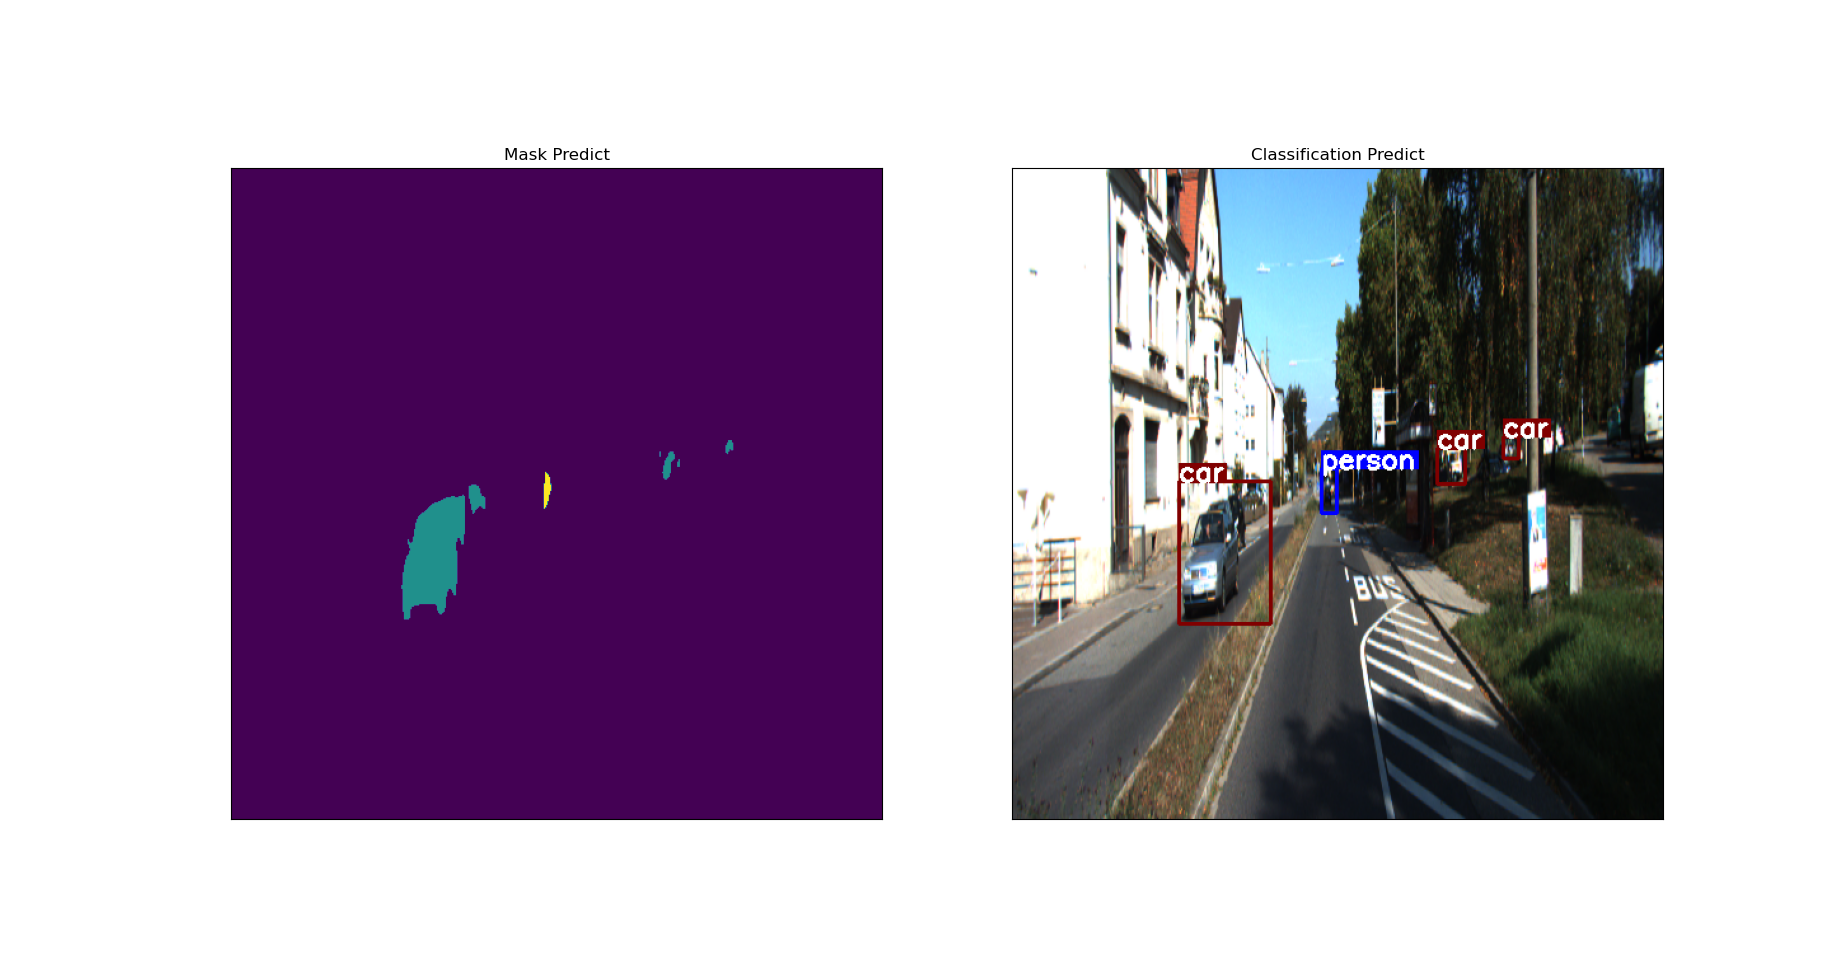 Mask Predict
Classification Predict
car
car
person
car
BUS